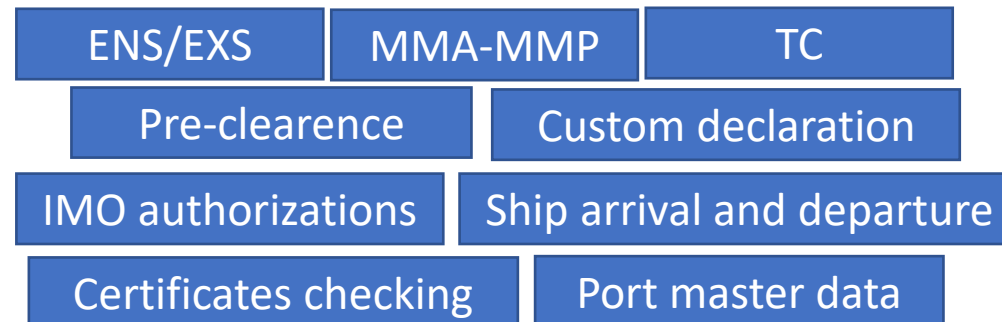 ENS/EXS MMA-MMP TC
Pre-clearence Custom declaration
IMO authorizations Ship arrival and departure
Certificates checking Port master data